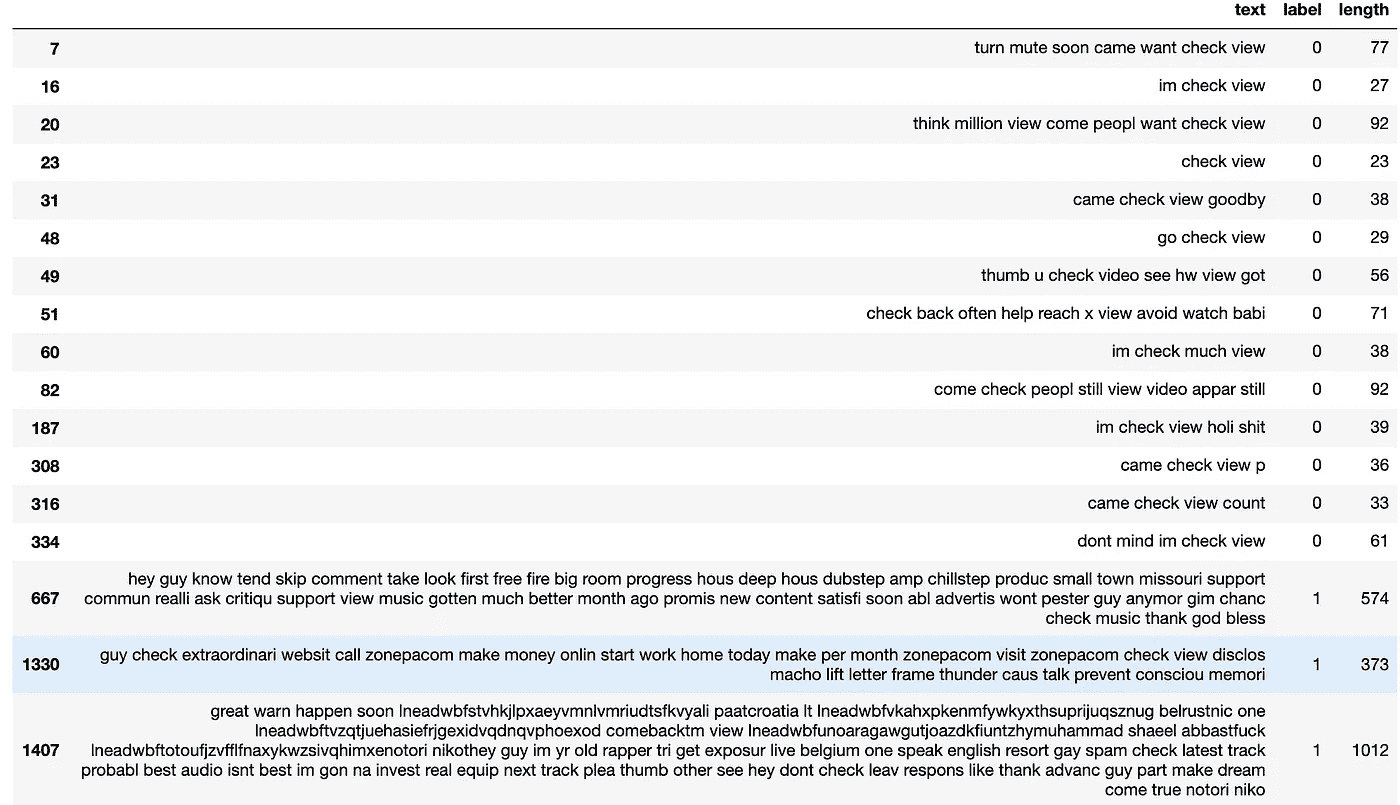 text label length
7 turn mute soon came want check view 0 77
16 im check view 0 27
20 think million view come peopl want check view 0 92
23 check view 0 23
31 came check view goodby 0 38
48 go check view 0 29
49 thumb u check video see hw view got 0 56
51 check back often help reach x view avoid watch babi 0 71
60 im check much view 0 38
82 come check peopl still view video appar still 0 92
187 im check view holi shit 0 39
308 came check view p 0 36
316 came check view count 0 33
334 dont mind im check view 0 61
hey guy know tend skip comment take look first free fire big room progress hous deep hous dubstep amp chillstep produc small town missouri support
667 commun realli ask critiqu support view music gotten much better month ago promis new content satisfi soon abl advertis wont pester guy anymor gim chanc 1 574
check music thank god bless
guy check extraordinari websit call zonepacom make money onlin start work home today make per month zonepacom visit zonepacom check view disclos
1330 macho lift letter frame thunder caus talk prevent consciou memori 1 373
great warn happen soon lneadwbfstvhkjlpxaeyvmnlvmriudtsfkvyali paatcroatia lt lneadwbfvkahxpkenmfywkyxthsuprijuqsznug belrustnic one
lneadwbftvzqtjuehasiefrjgexidvqdnqvphoexod comebacktm view lneadwbfunoaragawgutjoazdkfiuntzhymuhammad shaeel abbastfuck
1407 lneadwbftotoufjzvfflfnaxykwzsivqhimxenotori nikothey guy im yr old rapper tri get exposur live belgium one speak english resort gay spam check latest track 1 1012
probabl best audio isnt best im gon na invest real equip next track plea thumb other see hey dont check leav respons like thank advanc guy part make dream
come true notori niko